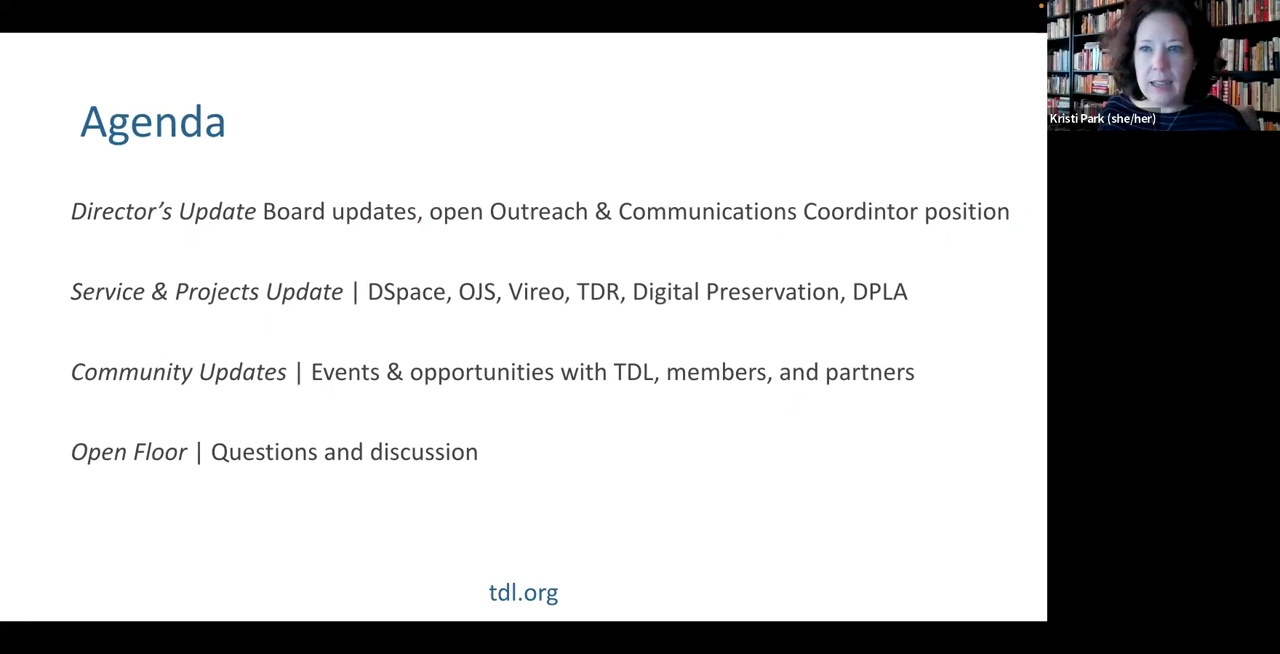 Agenda
Director’s Update Board updates, open Outreach & Communications Coordintor position
Service & Projects Update | DSpace, OJS, Vireo, TDR, Digital Preservation, DPLA
Community Updates | Events & opportunities with TDL, members, and partners
Open Floor | Questions and discussion
tdl.org
Kristi Park (she/her)